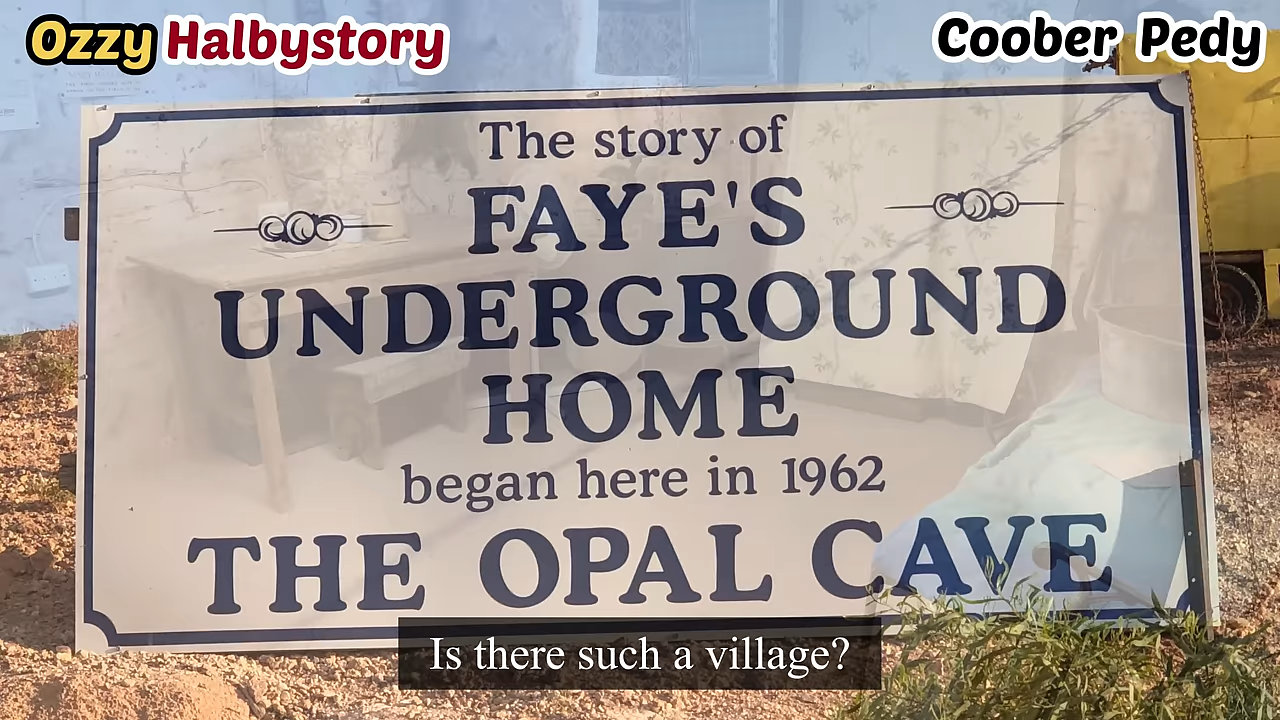 Ozzy Halbystory
Coober Pedy
The story of
FAYE'S
UNDERGROUND
HOME
began here in 1962
THE OPAL CAVE
Is there such a village?